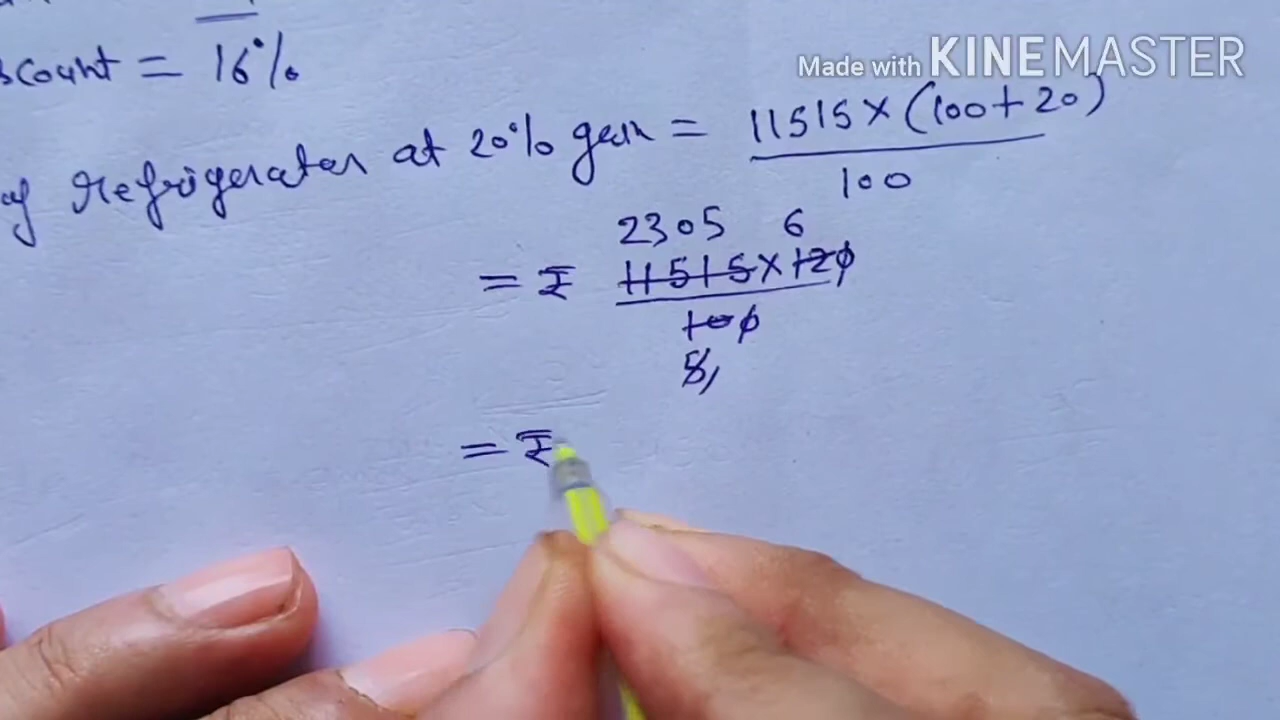 Made with KINEMASTER
scount = 16%
of refrigerator at 20% gain = 11515 × (100 + 20)
100
2305 6
= ₹ 11515 × 120
100
5
= ₹